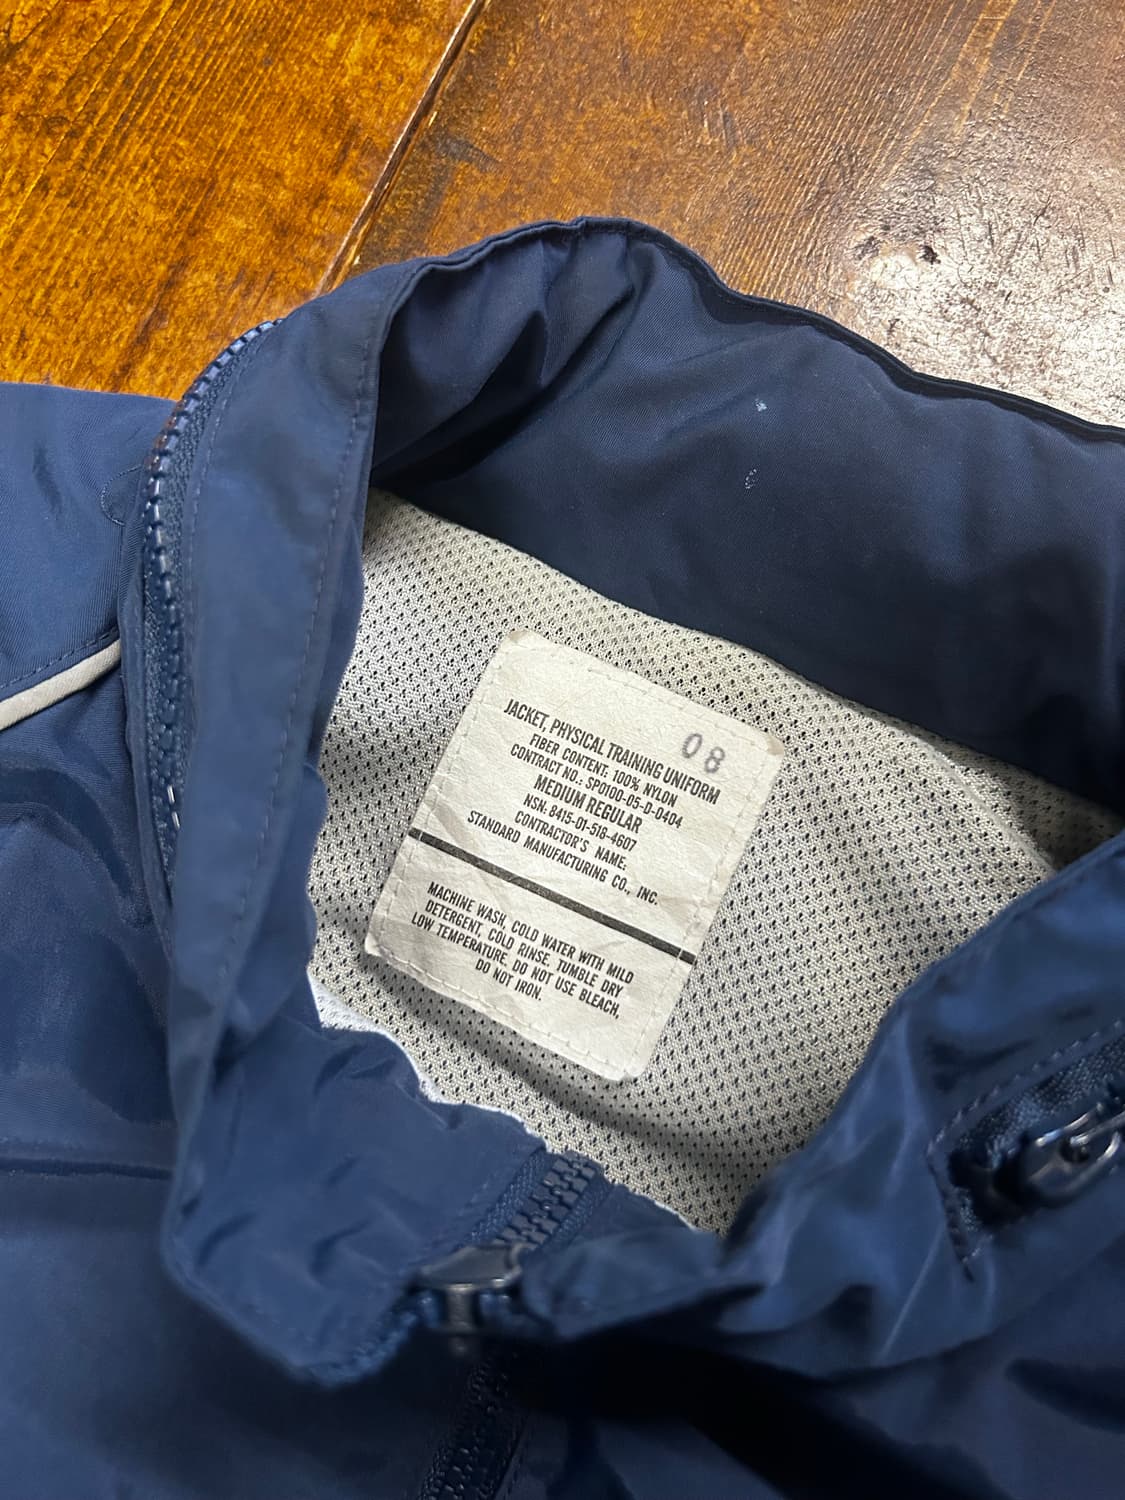 08
JACKET, PHYSICAL TRAINING UNIFORM
FIBER CONTENT: 100% NYLON
CONTRACT NO.: SPO100-05-D-0404
MEDIUM REGULAR
NSN: 8415-01-518-4607
CONTRACTOR'S NAME:
STANDARD MANUFACTURING CO., INC.
MACHINE WASH, COLD WATER WITH MILD
DETERGENT, COLD RINSE, TUMBLE DRY
LOW TEMPERATURE, DO NOT USE BLEACH,
DO NOT IRON.